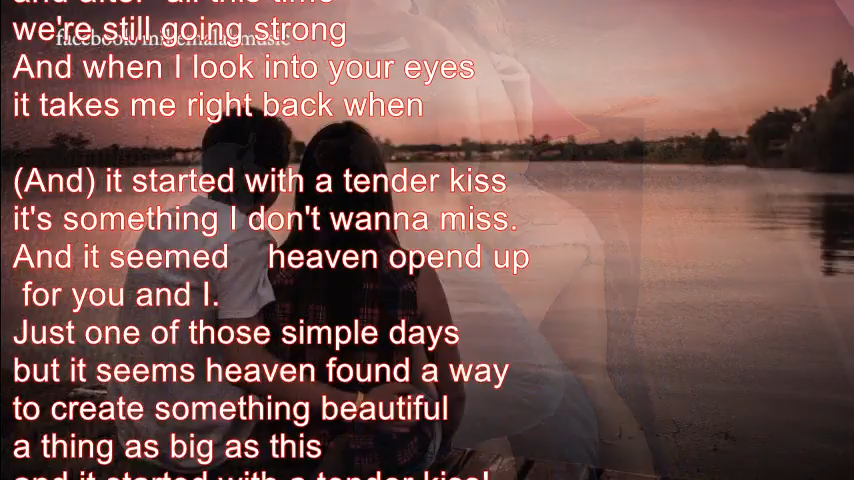 and after all this time
we're still going strong
And when I look into your eyes
it takes me right back when
(And) it started with a tender kiss
it's something I don't wanna miss.
And it seemed heaven opend up
for you and I.
Just one of those simple days
but it seems heaven found a way
to create something beautiful
a thing as big as this
and it started with a tender kiss!